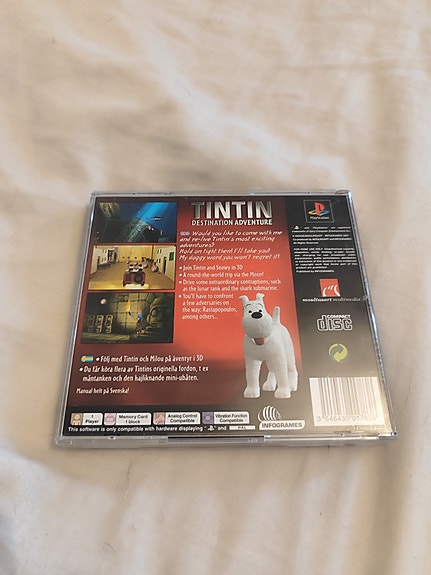 TINTIN
DESTINATION ADVENTURE
Would you like to come with me
and re-live Tintin's most exciting
adventures?
Hold on tight then! I'll take you!
My doggy word you won't regret it!
• Join Tintin and Snowy in 3D
• A round-the-world trip via the Moon!
• Drive some extraordinary contraptions, such
as the lunar tank and the shark submarine.
• You'll have to confront
a few adversaries on
the way: Rastapopoulos,
among others...
• Följ med Tintin och Milou på äventyr i 3D
• Du får köra flera av Tintins originella fordon, t ex
måntanken och den hajliknande mini-ubåten.
Manual helt på Svenska!
PlayStation
moulinsart multimedia
COMPACT
disc
1
Player
Memory Card
1 block
Analog Control
Compatible
Vibration Function
Compatible
This software is only compatible with hardware displaying
and
PAL
INFOGRAMES